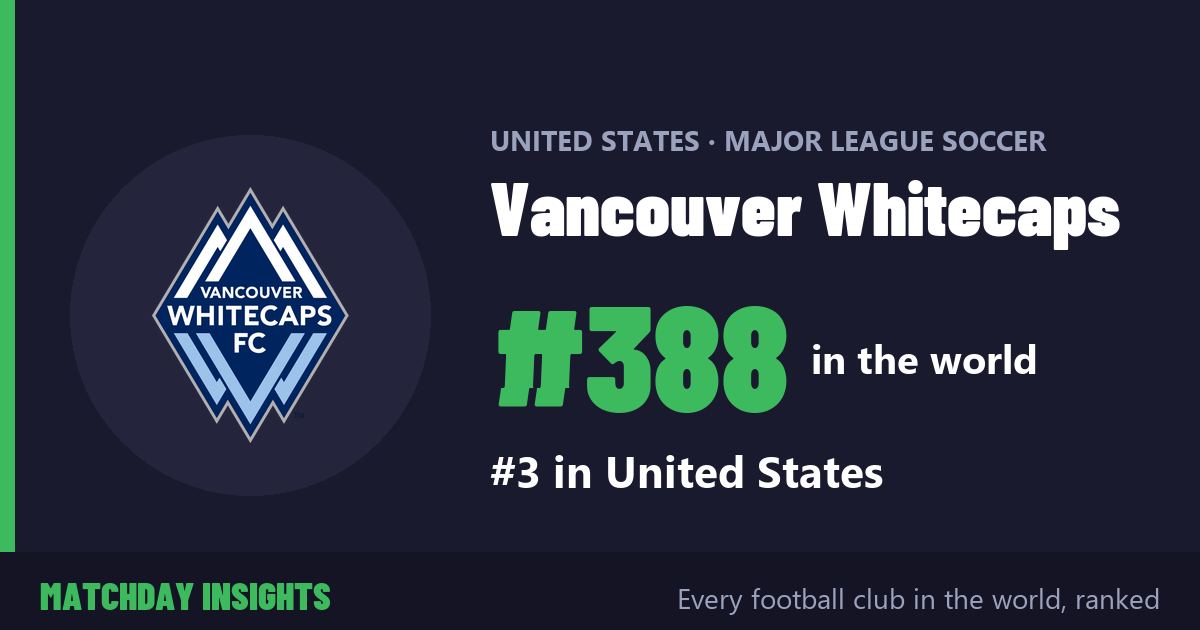 UNITED STATES · MAJOR LEAGUE SOCCER
Vancouver Whitecaps
VANCOUVER
WHITECAPS
FC
#388 in the world
#3 in United States
MATCHDAY INSIGHTS
Every football club in the world, ranked